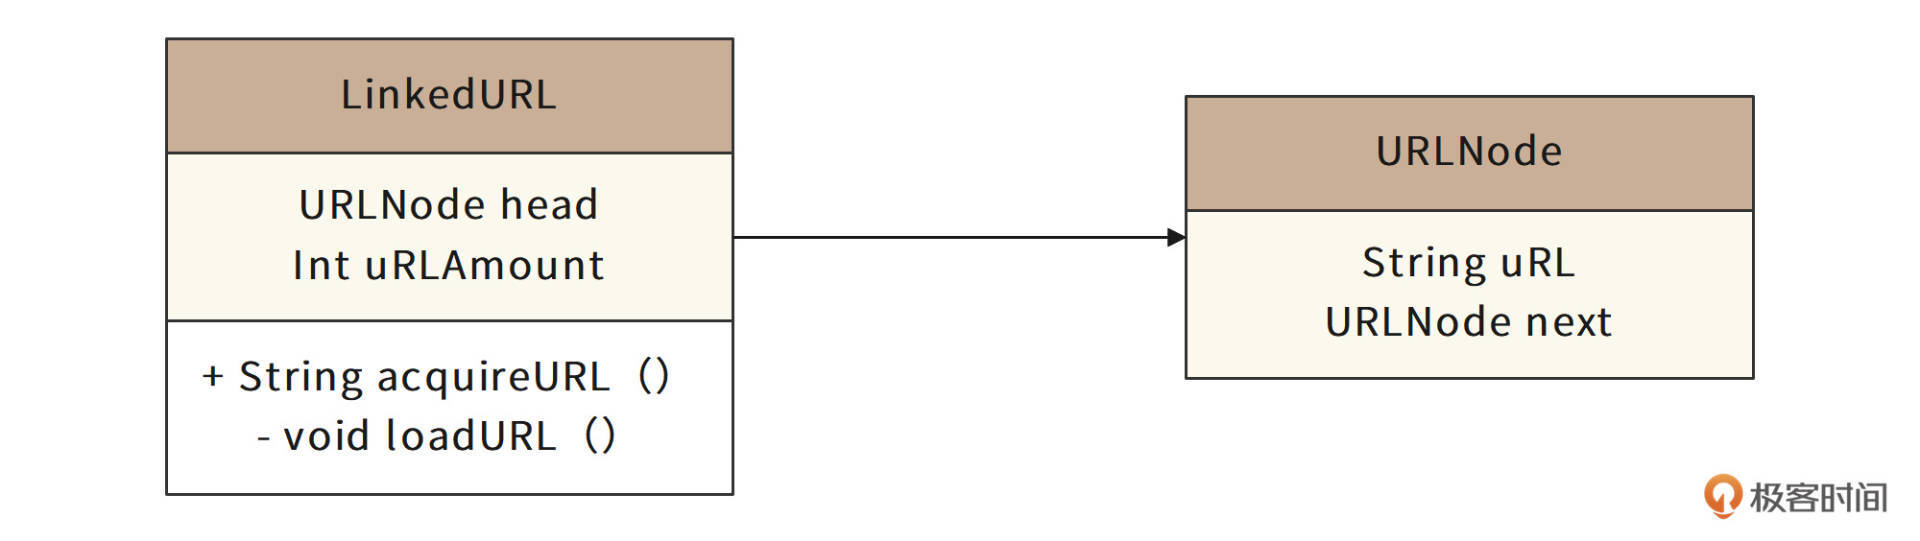 LinkedURL
URLNode head
Int uRLAmount
+ String acquireURL（）
- void loadURL（）
URLNode
String uRL
URLNode next
极客时间